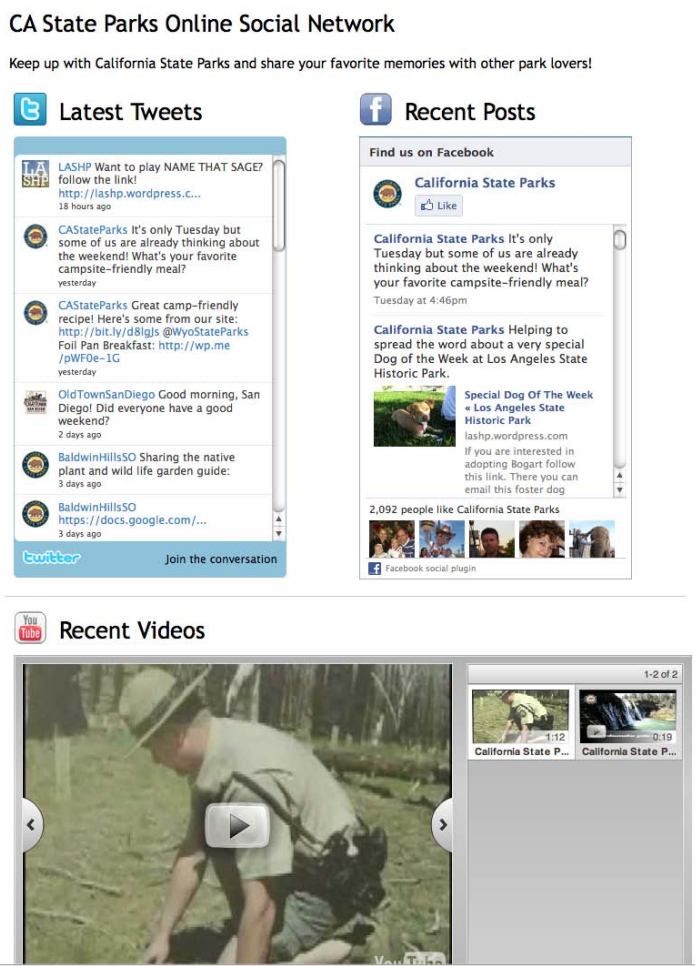 CA State Parks Online Social Network
Keep up with California State Parks and share your favorite memories with other park lovers!
Latest Tweets
LA
SHP
LASHP Want to play NAME THAT SAGE?
follow the link!
http://lashp.wordpress.c...
18 hours ago
CAStateParks It's only Tuesday but
some of us are already thinking about
the weekend! What's your favorite
campsite-friendly meal?
yesterday
CAStateParks Great camp-friendly
recipe! Here's some from our site:
http://bit.ly/d8lgJs @WyoStateParks
Foil Pan Breakfast: http://wp.me
/pWF0e-1G
yesterday
OldTownSanDiego Good morning, San
Diego! Did everyone have a good
weekend?
2 days ago
BaldwinHillsSO Sharing the native
plant and wild life garden guide:
3 days ago
BaldwinHillsSO
https://docs.google.com/...
3 days ago
twitter
Join the conversation
Recent Posts
Find us on Facebook
California State Parks
Like
California State Parks It's only
Tuesday but some of us are already
thinking about the weekend! What's
your favorite campsite-friendly meal?
Tuesday at 4:46pm
California State Parks Helping to
spread the word about a very special
Dog of the Week at Los Angeles State
Historic Park.
Special Dog Of The Week
« Los Angeles State
Historic Park
lashp.wordpress.com
If you are interested in
adopting Bogart follow
this link. There you can
email this foster dog
2,092 people like California State Parks
Facebook social plugin
You
Tube
Recent Videos
1-2 of 2
1:12
California State P...
0:19
California State P...
YouTube